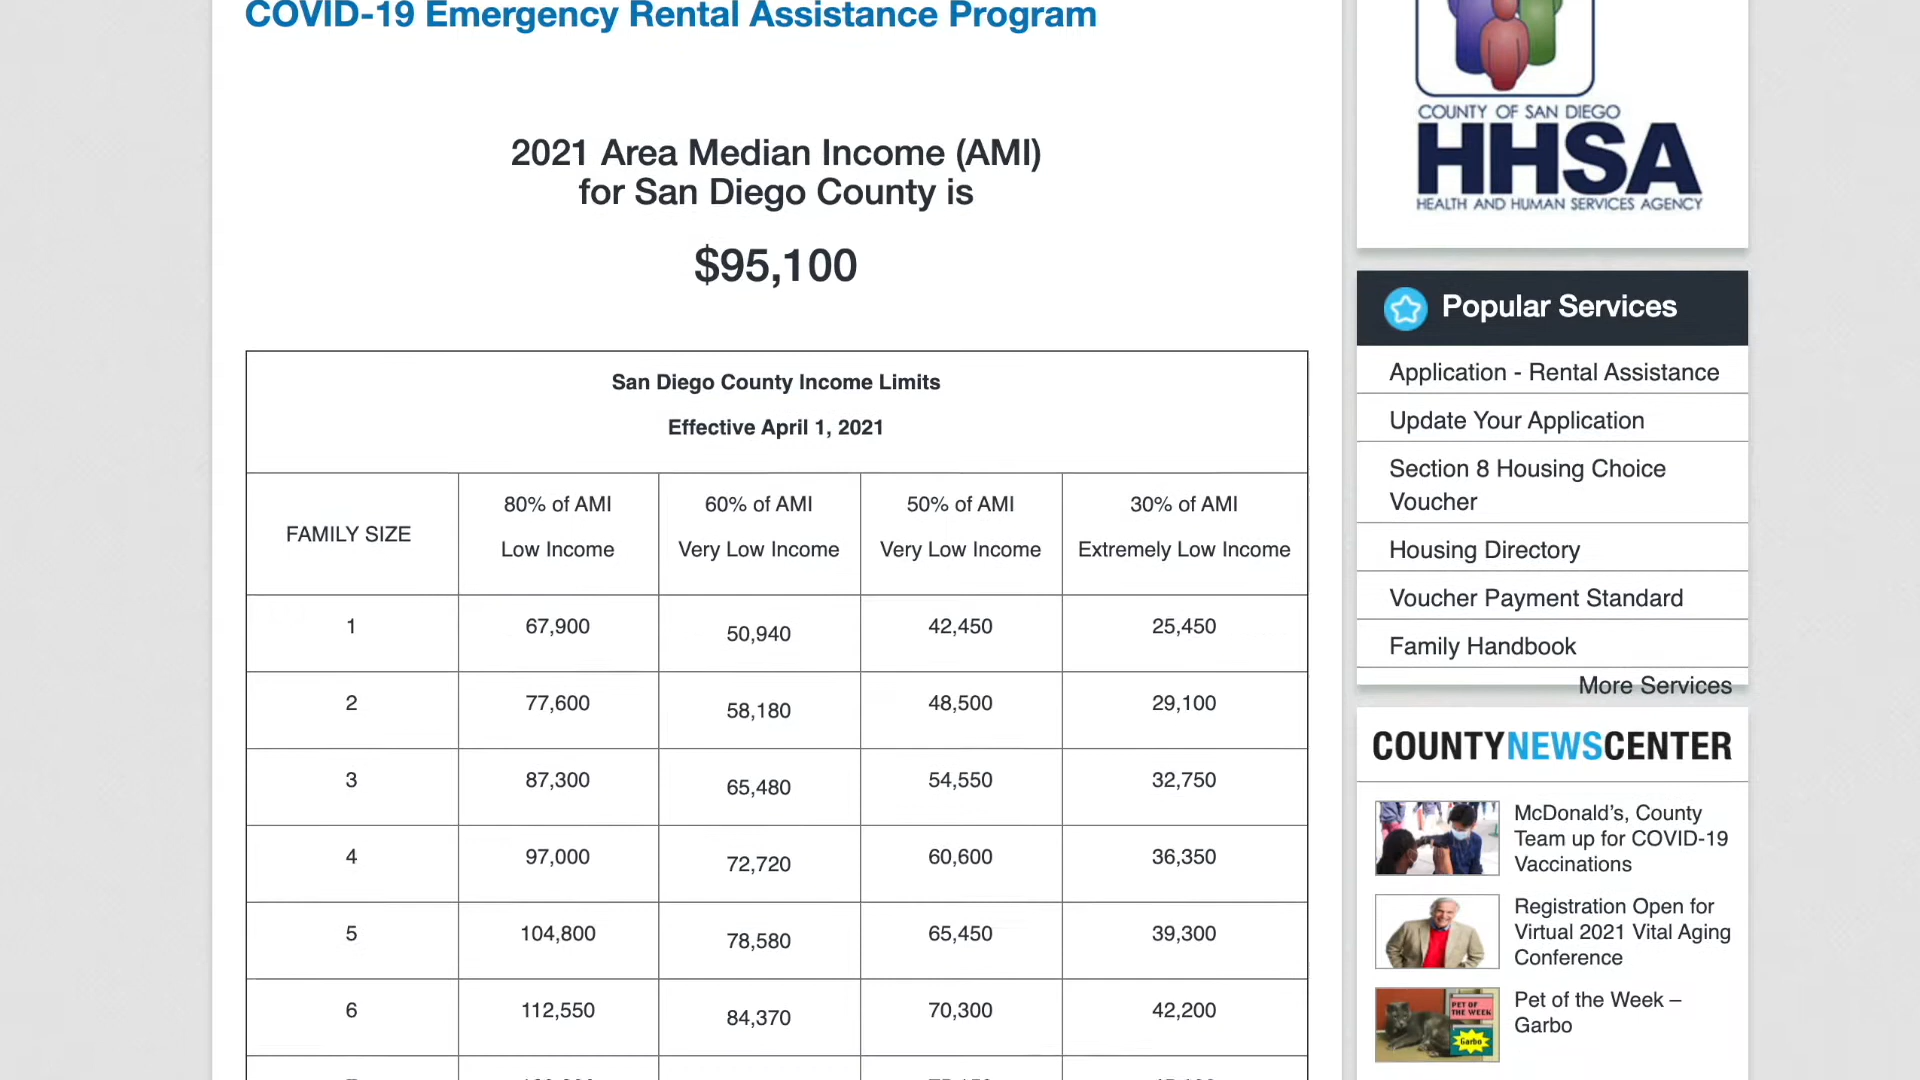 COVID-19 Emergency Rental Assistance Program
2021 Area Median Income (AMI)
for San Diego County is
$95,100
San Diego County Income Limits
Effective April 1, 2021
FAMILY SIZE
80% of AMI
Low Income
60% of AMI
Very Low Income
50% of AMI
Very Low Income
30% of AMI
Extremely Low Income
1 67,900 50,940 42,450 25,450
2 77,600 58,180 48,500 29,100
3 87,300 65,480 54,550 32,750
4 97,000 72,720 60,600 36,350
5 104,800 78,580 65,450 39,300
6 112,550 84,370 70,300 42,200
COUNTY OF SAN DIEGO
HHSA
HEALTH AND HUMAN SERVICES AGENCY
Popular Services
Application - Rental Assistance
Update Your Application
Section 8 Housing Choice
Voucher
Housing Directory
Voucher Payment Standard
Family Handbook
More Services
COUNTYNEWSCENTER
McDonald’s, County
Team up for COVID-19
Vaccinations
Registration Open for
Virtual 2021 Vital Aging
Conference
PET OF
THE WEEK
Garbo
Pet of the Week –
Garbo